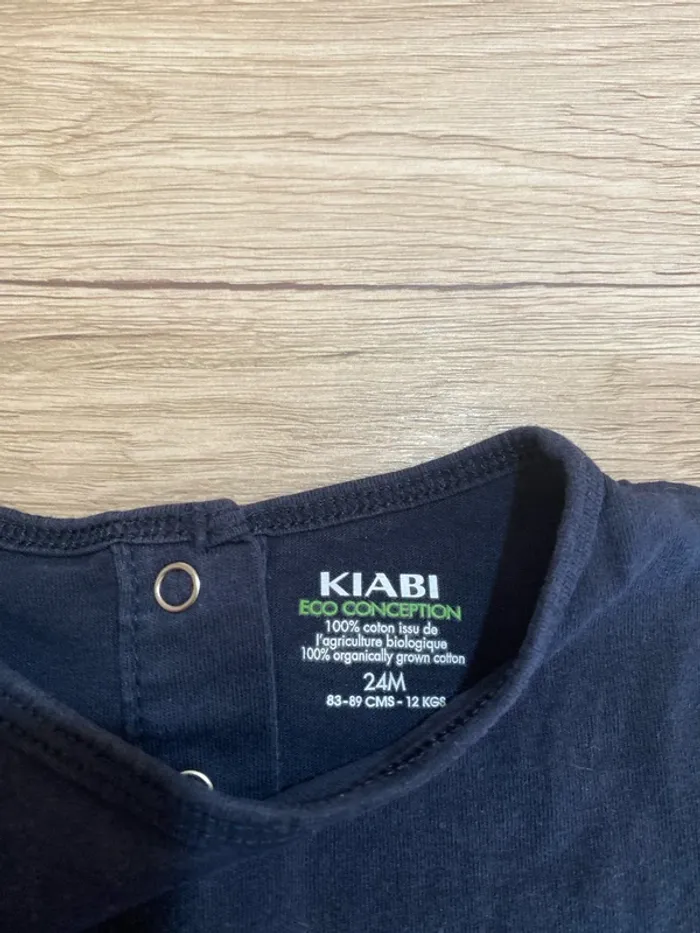 KIABI
ECO CONCEPTION
100% coton issu de
l'agriculture biologique
100% organically grown cotton
24M
83-89 CMS - 12 KGS